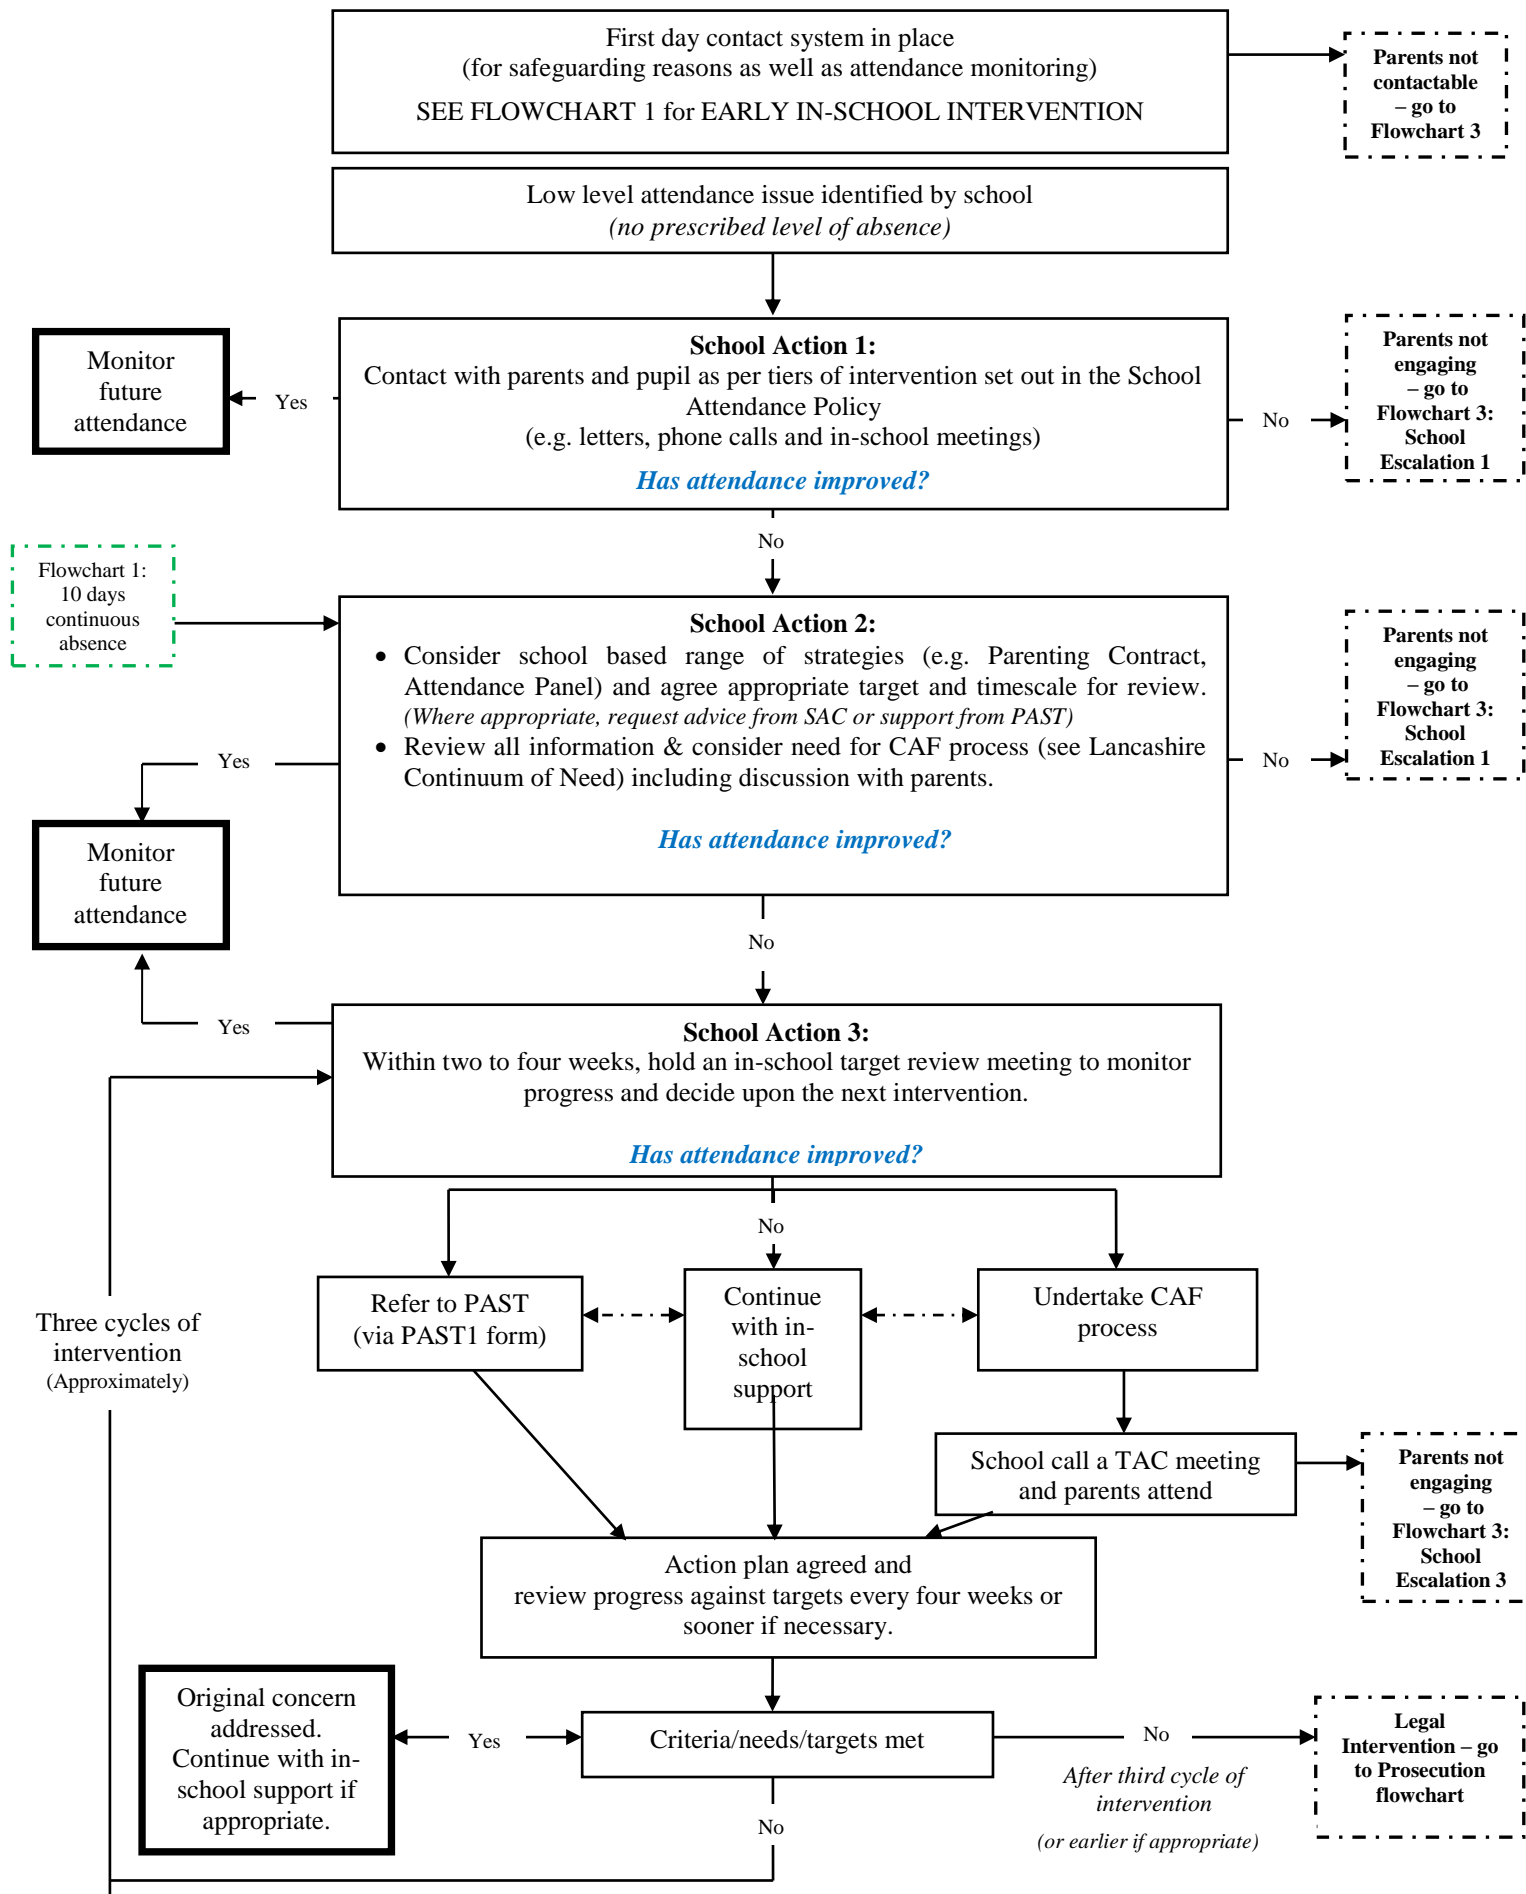 First day contact system in place
(for safeguarding reasons as well as attendance monitoring)
SEE FLOWCHART 1 for EARLY IN-SCHOOL INTERVENTION
Parents not
contactable
– go to
Flowchart 3
Low level attendance issue identified by school
(no prescribed level of absence)
Monitor
future
attendance
Yes
School Action 1:
Contact with parents and pupil as per tiers of intervention set out in the School
Attendance Policy
(e.g. letters, phone calls and in-school meetings)
Has attendance improved?
No
Parents not
engaging
– go to
Flowchart 3:
School
Escalation 1
No
Flowchart 1:
10 days
continuous
absence
School Action 2:
• Consider school based range of strategies (e.g. Parenting Contract,
Attendance Panel) and agree appropriate target and timescale for review.
(Where appropriate, request advice from SAC or support from PAST)
• Review all information & consider need for CAF process (see Lancashire
Continuum of Need) including discussion with parents.
Has attendance improved?
No
Parents not
engaging
– go to
Flowchart 3:
School
Escalation 1
Yes
Monitor
future
attendance
No
Yes
School Action 3:
Within two to four weeks, hold an in-school target review meeting to monitor
progress and decide upon the next intervention.
Has attendance improved?
No
Three cycles of
intervention
(Approximately)
Refer to PAST
(via PAST1 form)
Continue
with in-
school
support
Undertake CAF
process
School call a TAC meeting
and parents attend
Parents not
engaging
– go to
Flowchart 3:
School
Escalation 3
Action plan agreed and
review progress against targets every four weeks or
sooner if necessary.
Original concern
addressed.
Continue with in-
school support if
appropriate.
Yes
Criteria/needs/targets met
No
After third cycle of
intervention
(or earlier if appropriate)
Legal
Intervention – go
to Prosecution
flowchart
No